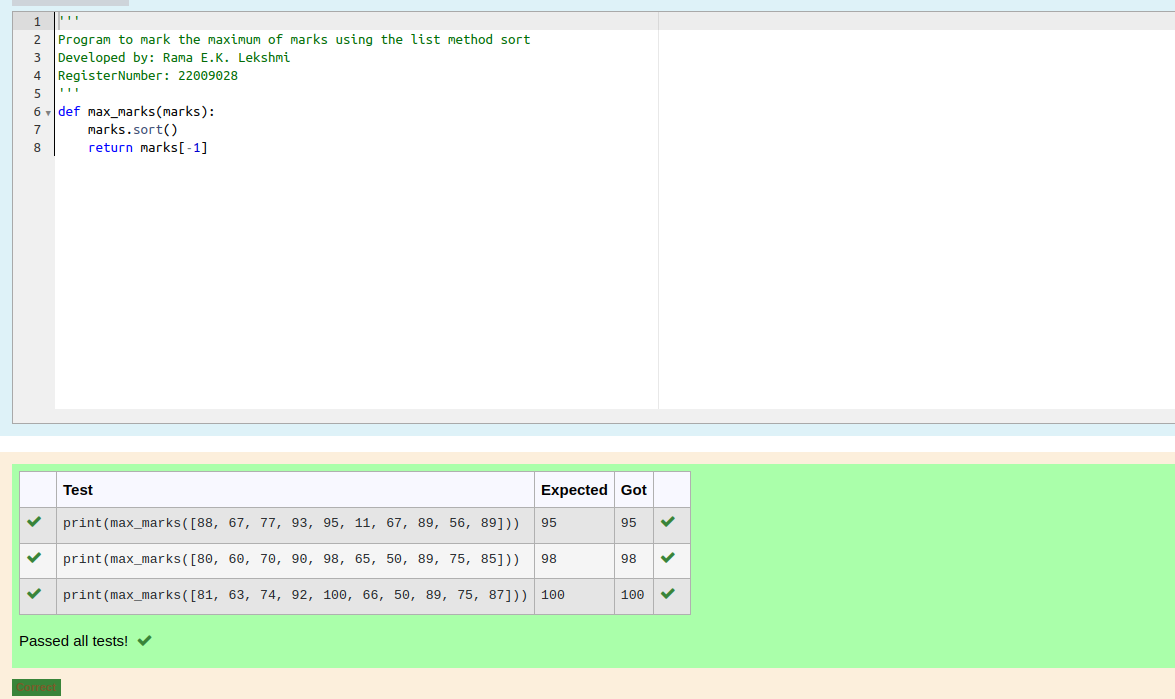 1 '''
2 Program to mark the maximum of marks using the list method sort
3 Developed by: Rama E.K. Lekshmi
4 RegisterNumber: 22009028
5 '''
6 def max_marks(marks):
7     marks.sort()
8     return marks[-1]
Test Expected Got
print(max_marks([88, 67, 77, 93, 95, 11, 67, 89, 56, 89])) 95 95
print(max_marks([80, 60, 70, 90, 98, 65, 50, 89, 75, 85])) 98 98
print(max_marks([81, 63, 74, 92, 100, 66, 50, 89, 75, 87])) 100 100
Passed all tests!
Correct